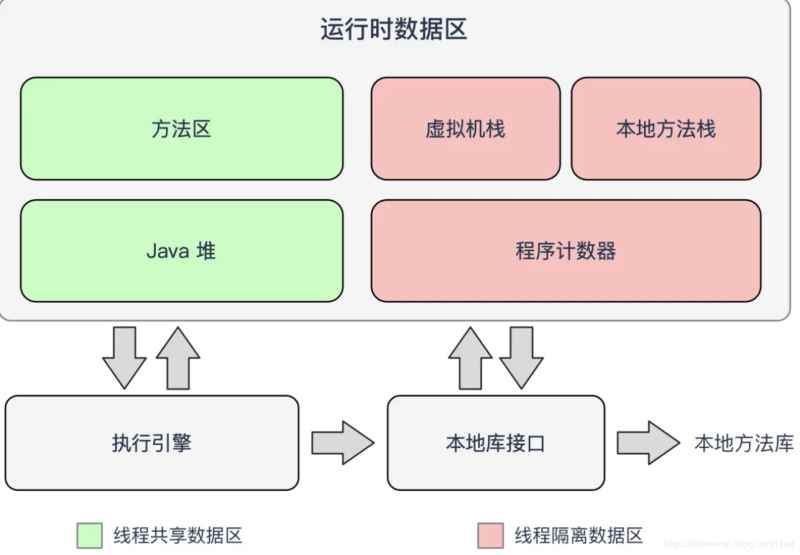 运行时数据区
方法区
虚拟机栈
本地方法栈
Java 堆
程序计数器
执行引擎
本地库接口
本地方法库
线程共享数据区
线程隔离数据区